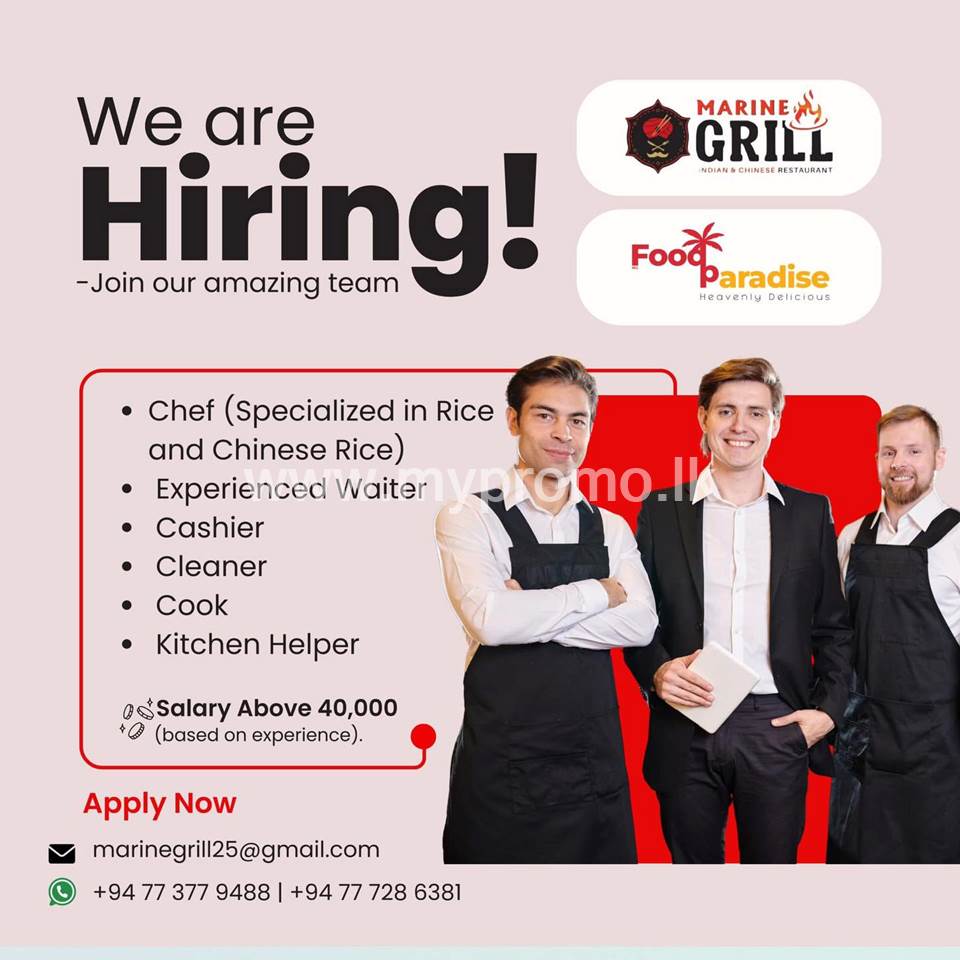 We are
Hiring!
-Join our amazing team
MARINE
GRILL
INDIAN & CHINESE RESTAURANT
Food
Paradise
Heavenly Delicious
• Chef (Specialized in Rice
and Chinese Rice)
• Experienced Waiter
• Cashier
• Cleaner
• Cook
• Kitchen Helper
www.mypromo.lk
Salary Above 40,000
(based on experience).
Apply Now
marinegrill25@gmail.com
+94 77 377 9488 | +94 77 728 6381